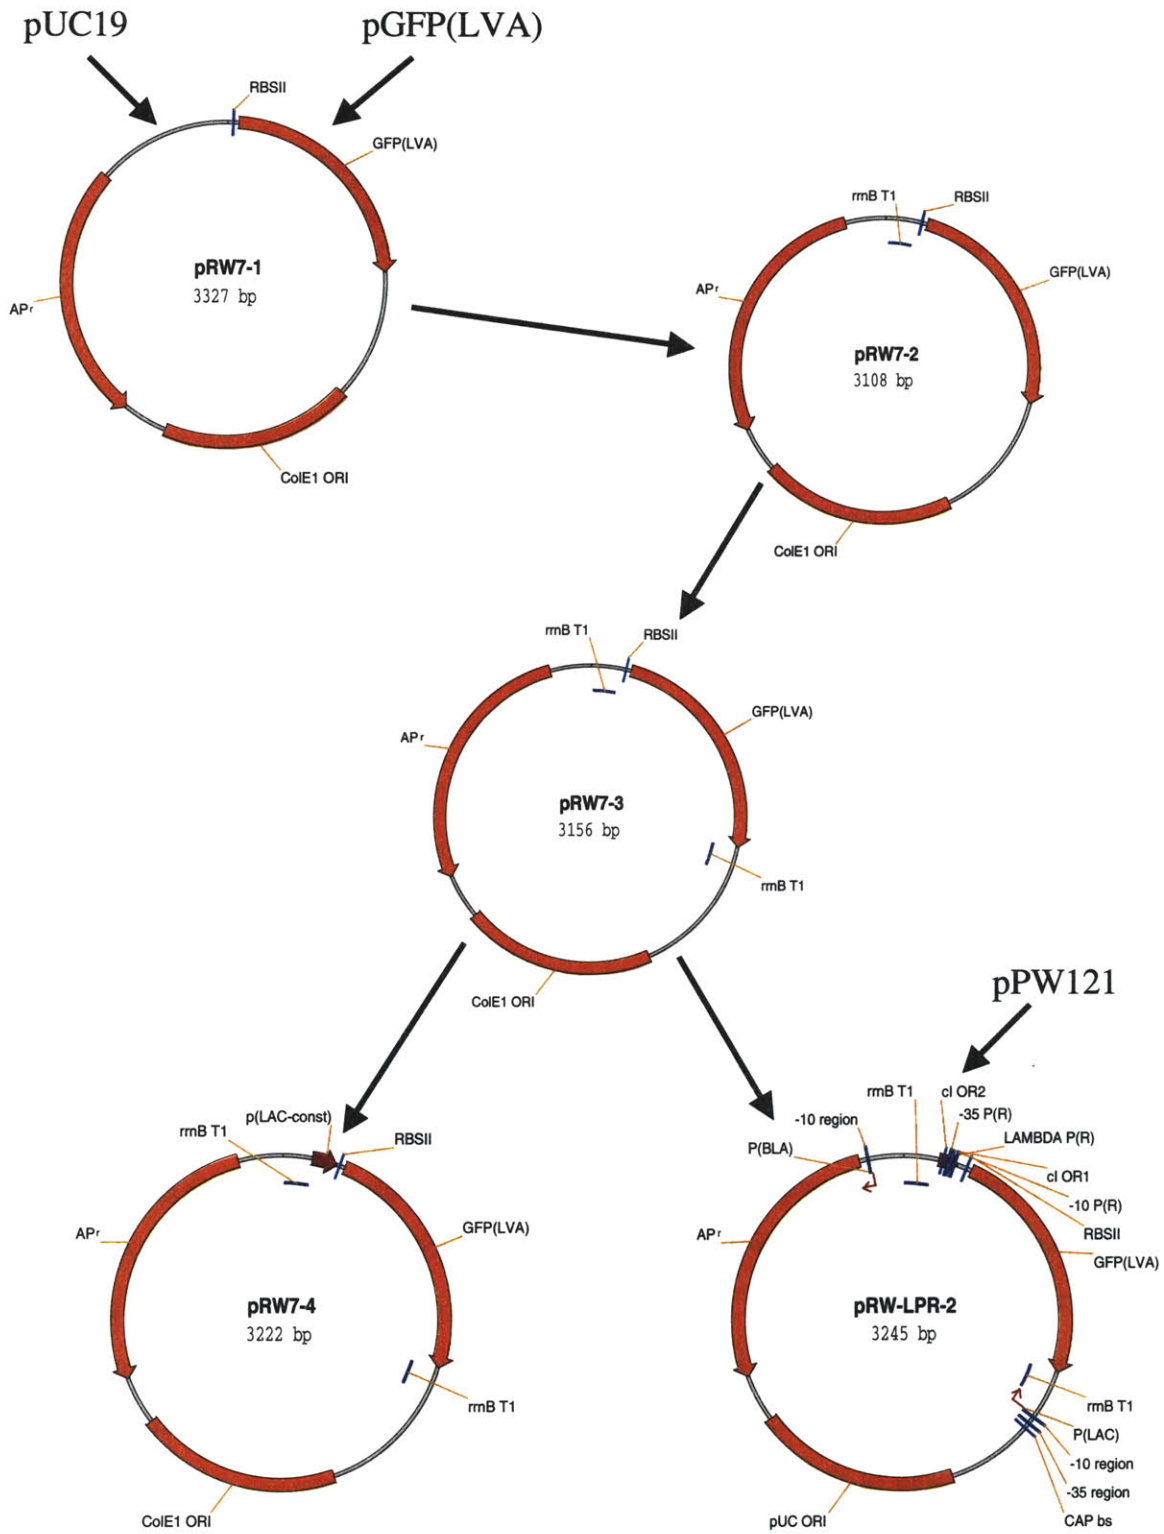 pUC19
pGFP(LVA)
RBSII
GFP(LVA)
pRW7-1
3327 bp
APr
ColE1 ORI
rrnB T1
RBSII
GFP(LVA)
APr
pRW7-2
3108 bp
ColE1 ORI
rrnB T1
RBSII
GFP(LVA)
APr
pRW7-3
3156 bp
rrnB T1
ColE1 ORI
pPW121
p(LAC-const)
rrnB T1
RBSII
APr
GFP(LVA)
pRW7-4
3222 bp
rrnB T1
ColE1 ORI
rrnB T1
cI OR2
-10 region
-35 P(R)
P(BLA)
LAMBDA P(R)
cI OR1
-10 P(R)
RBSII
APr
GFP(LVA)
pRW-LPR-2
3245 bp
rrnB T1
P(LAC)
-10 region
-35 region
CAP bs
pUC ORI